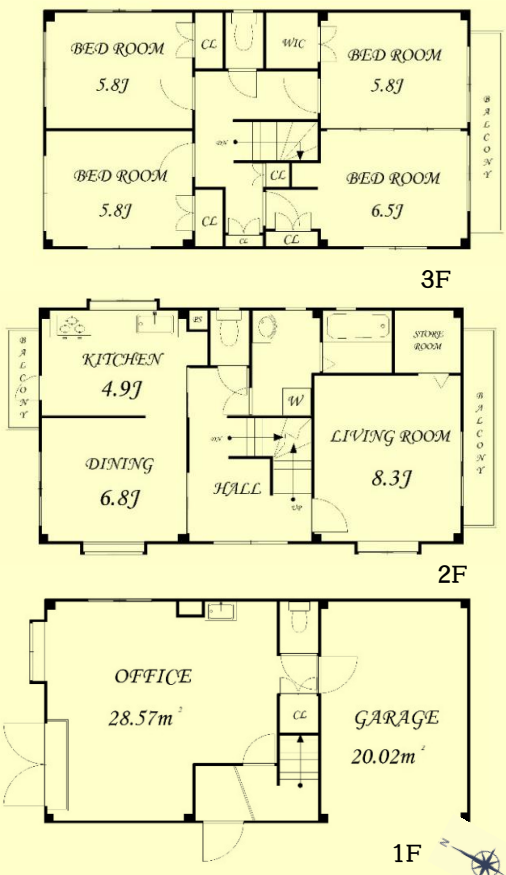 BED ROOM
5.8J
CL
WIC
BED ROOM
5.8J
BALCONY
DN
BED ROOM
5.8J
CL
CL
CL
CL
BED ROOM
6.5J
3F
BALCONY
KITCHEN
4.9J
PS
STORE
ROOM
W
DINING
6.8J
DN
HALL
UP
LIVING ROOM
8.3J
BALCONY
2F
OFFICE
28.57m²
CL
GARAGE
20.02m²
1F
N